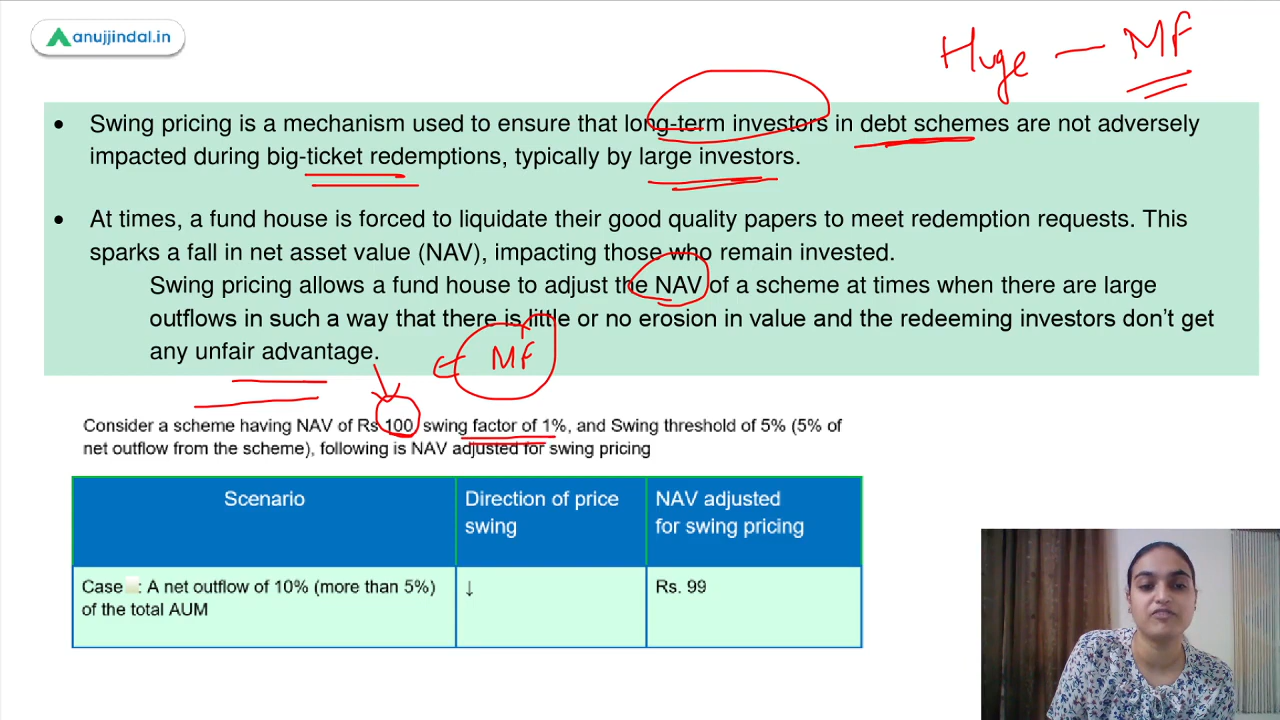 anujjindal.in
Huge — MF
• Swing pricing is a mechanism used to ensure that long-term investors in debt schemes are not adversely
impacted during big-ticket redemptions, typically by large investors.
• At times, a fund house is forced to liquidate their good quality papers to meet redemption requests. This
sparks a fall in net asset value (NAV), impacting those who remain invested.
Swing pricing allows a fund house to adjust the NAV of a scheme at times when there are large
outflows in such a way that there is little or no erosion in value and the redeeming investors don't get
any unfair advantage.
MF
Consider a scheme having NAV of Rs 100, swing factor of 1%, and Swing threshold of 5% (5% of
net outflow from the scheme), following is NAV adjusted for swing pricing
Scenario
Direction of price
swing
NAV adjusted
for swing pricing
Case : A net outflow of 10% (more than 5%)
of the total AUM
↓
Rs. 99